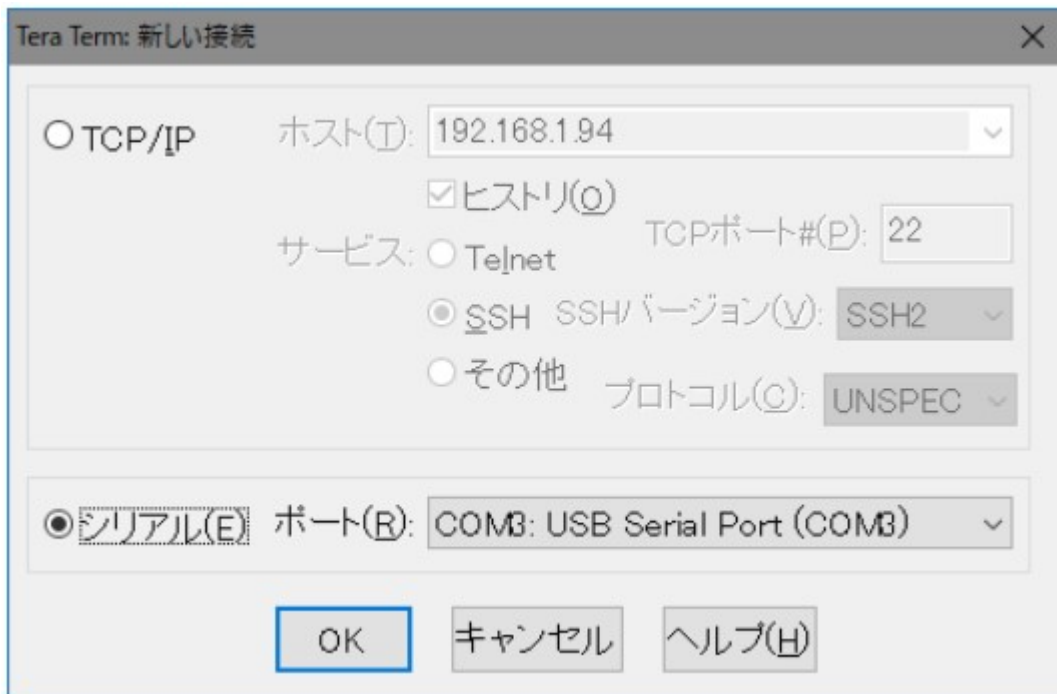 Tera Term: 新しい接続
TCP/IP ホスト(T): 192.168.1.94
ヒストリ(O)
サービス: Telnet TCPポート#(P): 22
SSH SSHバージョン(V): SSH2
その他 プロトコル(C): UNSPEC
シリアル(E) ポート(R): COM3: USB Serial Port (COM3)
OK キャンセル ヘルプ(H)